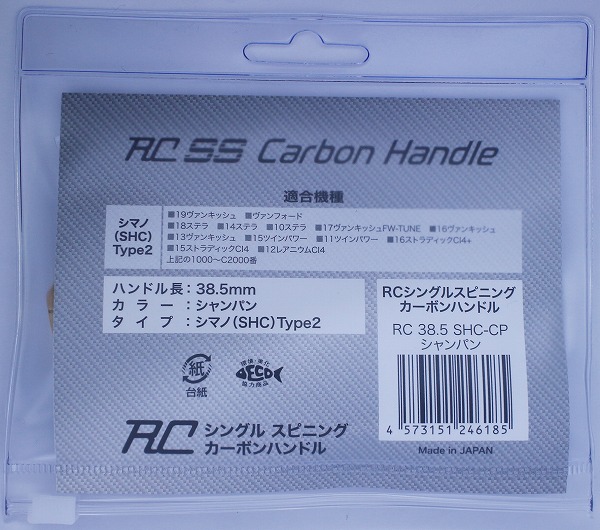 RC SS Carbon Handle
適合機種
シマノ
(SHC)
Type2
■19ヴァンキッシュ ■ヴァンフォード
■18ステラ ■14ステラ ■10ステラ ■17ヴァンキッシュFW-TUNE ■16ヴァンキッシュ
■13ヴァンキッシュ ■15ツインパワー ■11ツインパワー ■16ストラディックCI4+
■15ストラディックCI4 ■12レアニウムCI4
上記の1000〜C2000番
ハンドル長：38.5mm
カラー：シャンパン
タイプ：シマノ(SHC)Type2
RCシングルスピニング
カーボンハンドル
RC 38.5 SHC-CP
シャンパン
4 573151 246185
Made in JAPAN
紙
台紙
環境・美化
ECO
協力商品
RC シングル スピニング
カーボンハンドル